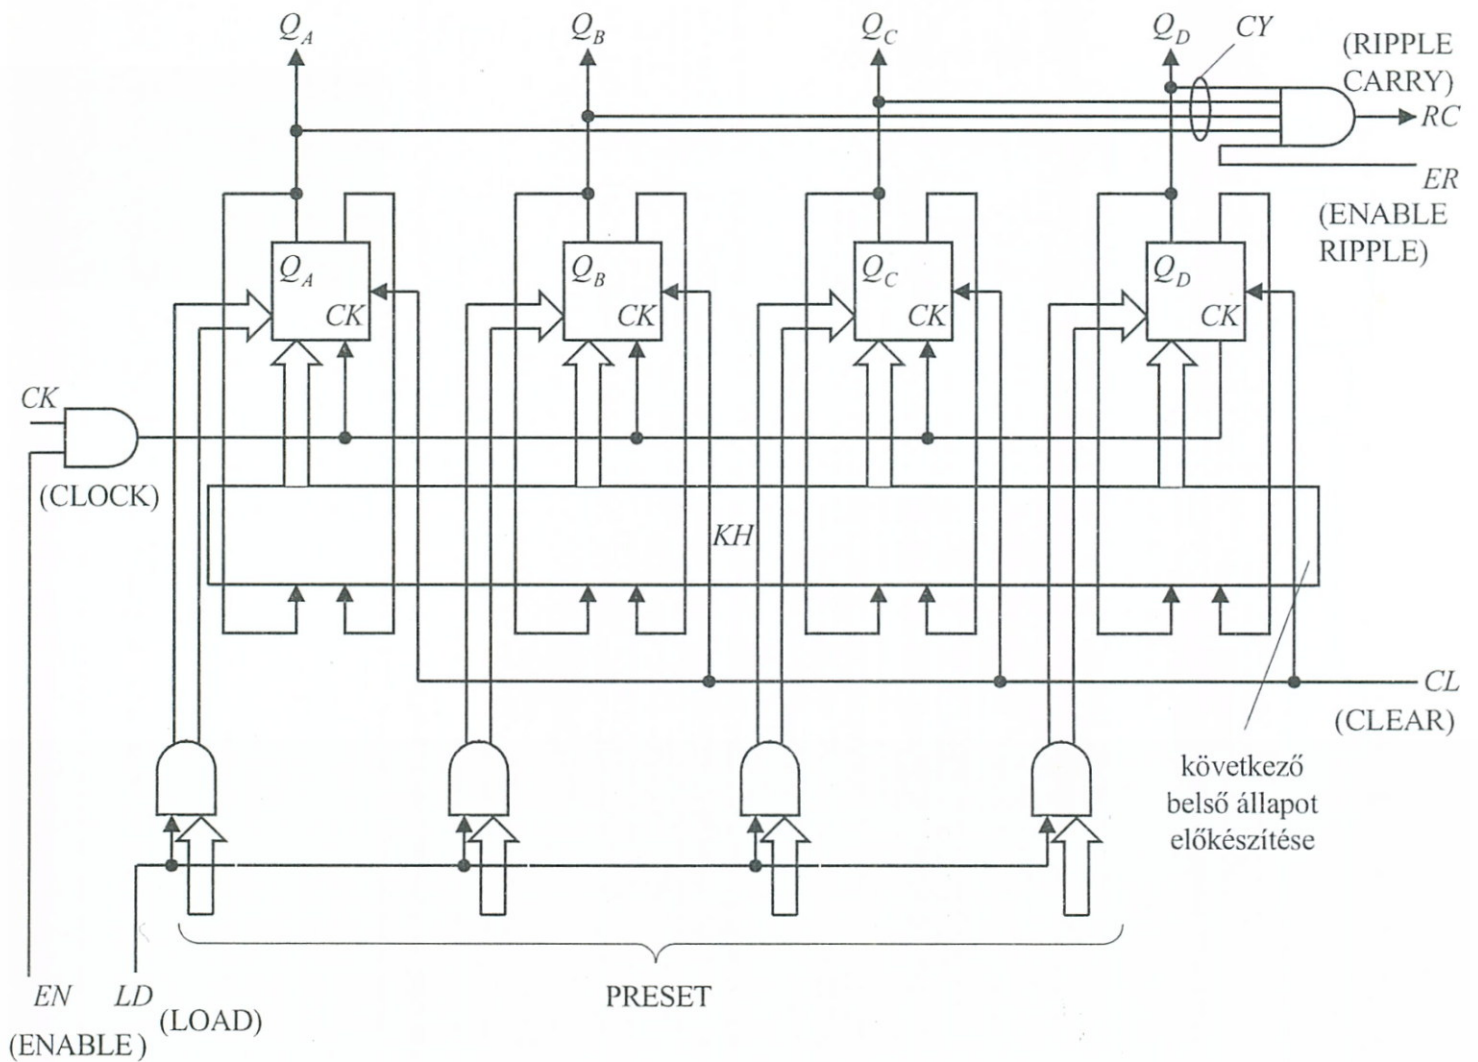 Q_A
Q_B
Q_C
Q_D
CY
(RIPPLE
CARRY)
RC
ER
(ENABLE
RIPPLE)
Q_A
CK
Q_B
CK
Q_C
CK
Q_D
CK
CK
(CLOCK)
KH
CL
(CLEAR)
következő
belső állapot
előkészítése
EN
(ENABLE)
LD
(LOAD)
PRESET